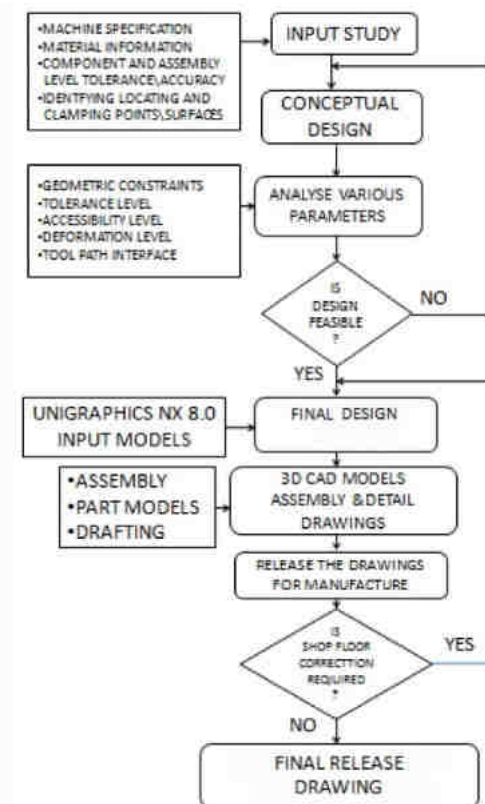 •MACHINE SPECIFICATION
•MATERIAL INFORMATION
•COMPONENT AND ASSEMBLY
LEVEL TOLERANCE\ACCURACY
•IDENTFYING LOCATING AND
CLAMPING POINTS\SURFACES
INPUT STUDY
CONCEPTUAL
DESIGN
•GEOMETRIC CONSTRAINTS
•TOLERANCE LEVEL
•ACCESSIBILITY LEVEL
•DEFORMATION LEVEL
•TOOL PATH INTERFACE
ANALYSE VARIOUS
PARAMETERS
IS
DESIGN
FEASIBLE
?
NO
YES
UNIGRAPHICS NX 8.0
INPUT MODELS
FINAL DESIGN
•ASSEMBLY
•PART MODELS
•DRAFTING
3D CAD MODELS
ASSEMBLY &DETAIL
DRAWINGS
RELEASE THE DRAWINGS
FOR MANUFACTURE
IS
SHOP FLOOR
CORRECTTION
REQUIRED
?
YES
NO
FINAL RELEASE
DRAWING